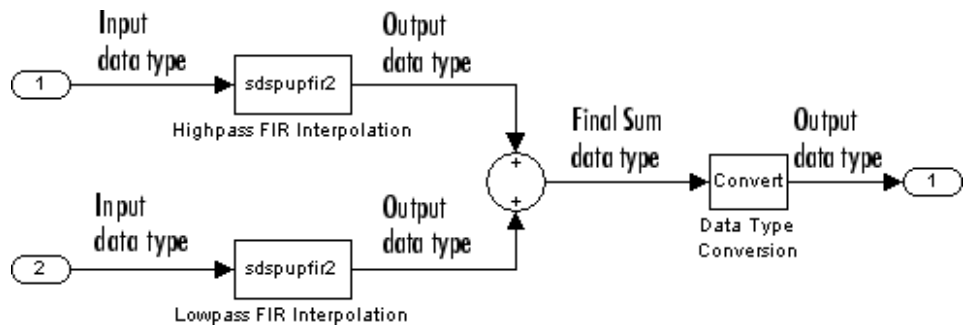 Input
data type
Output
data type
1
sdspupfir2
Highpass FIR Interpolation
+
+
Final Sum
data type
Output
data type
Convert
1
Data Type
Conversion
Input
data type
Output
data type
2
sdspupfir2
Lowpass FIR Interpolation